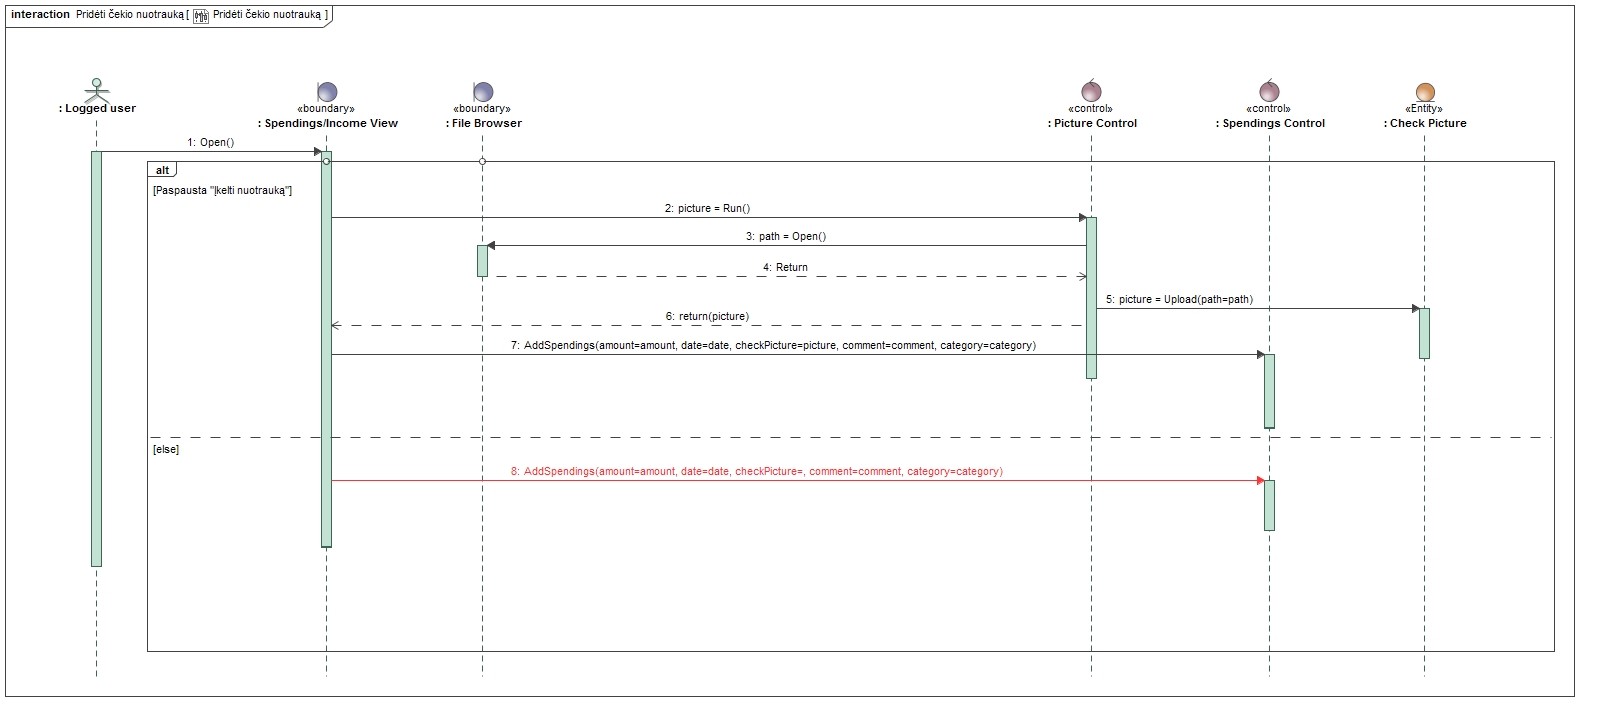 interaction Pridėti čekio nuotrauką [ Pridėti čekio nuotrauką ]
: Logged user
«boundary»
: Spendings/Income View
«boundary»
: File Browser
«control»
: Picture Control
«control»
: Spendings Control
«Entity»
: Check Picture
1: Open()
alt
[Paspausta "Įkelti nuotrauką"]
2: picture = Run()
3: path = Open()
4: Return
5: picture = Upload(path=path)
6: return(picture)
7: AddSpendings(amount=amount, date=date, checkPicture=picture, comment=comment, category=category)
[else]
8: AddSpendings(amount=amount, date=date, checkPicture=, comment=comment, category=category)